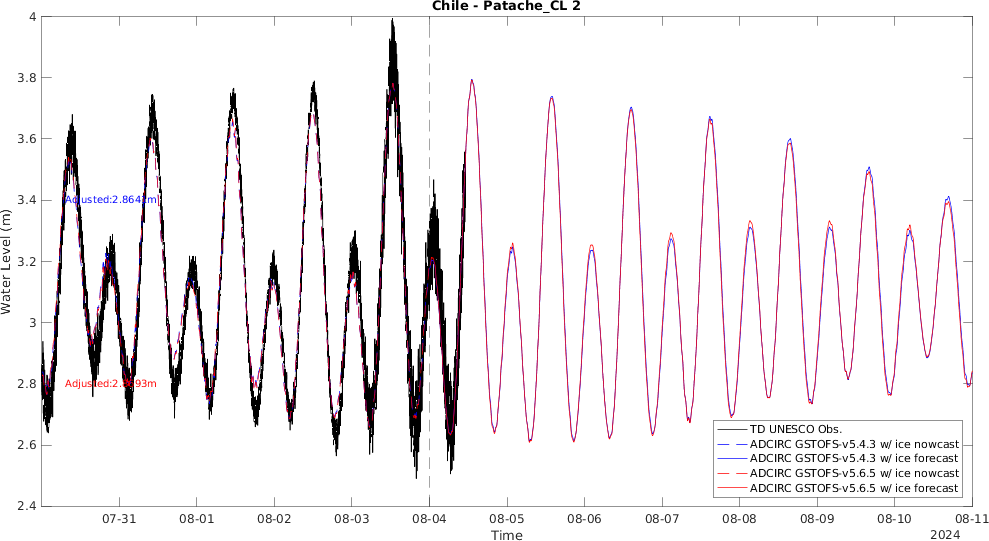 Chile - Patache_CL 2
4
3.8
3.6
3.4
3.2
3
2.8
2.6
2.4
Water Level (m)
07-31
08-01
08-02
08-03
08-04
08-05
08-06
08-07
08-08
08-09
08-10
08-11
Time
2024
TD UNESCO Obs.
ADCIRC GSTOFS-v5.4.3 w/ ice nowcast
ADCIRC GSTOFS-v5.4.3 w/ ice forecast
ADCIRC GSTOFS-v5.6.5 w/ ice nowcast
ADCIRC GSTOFS-v5.6.5 w/ ice forecast